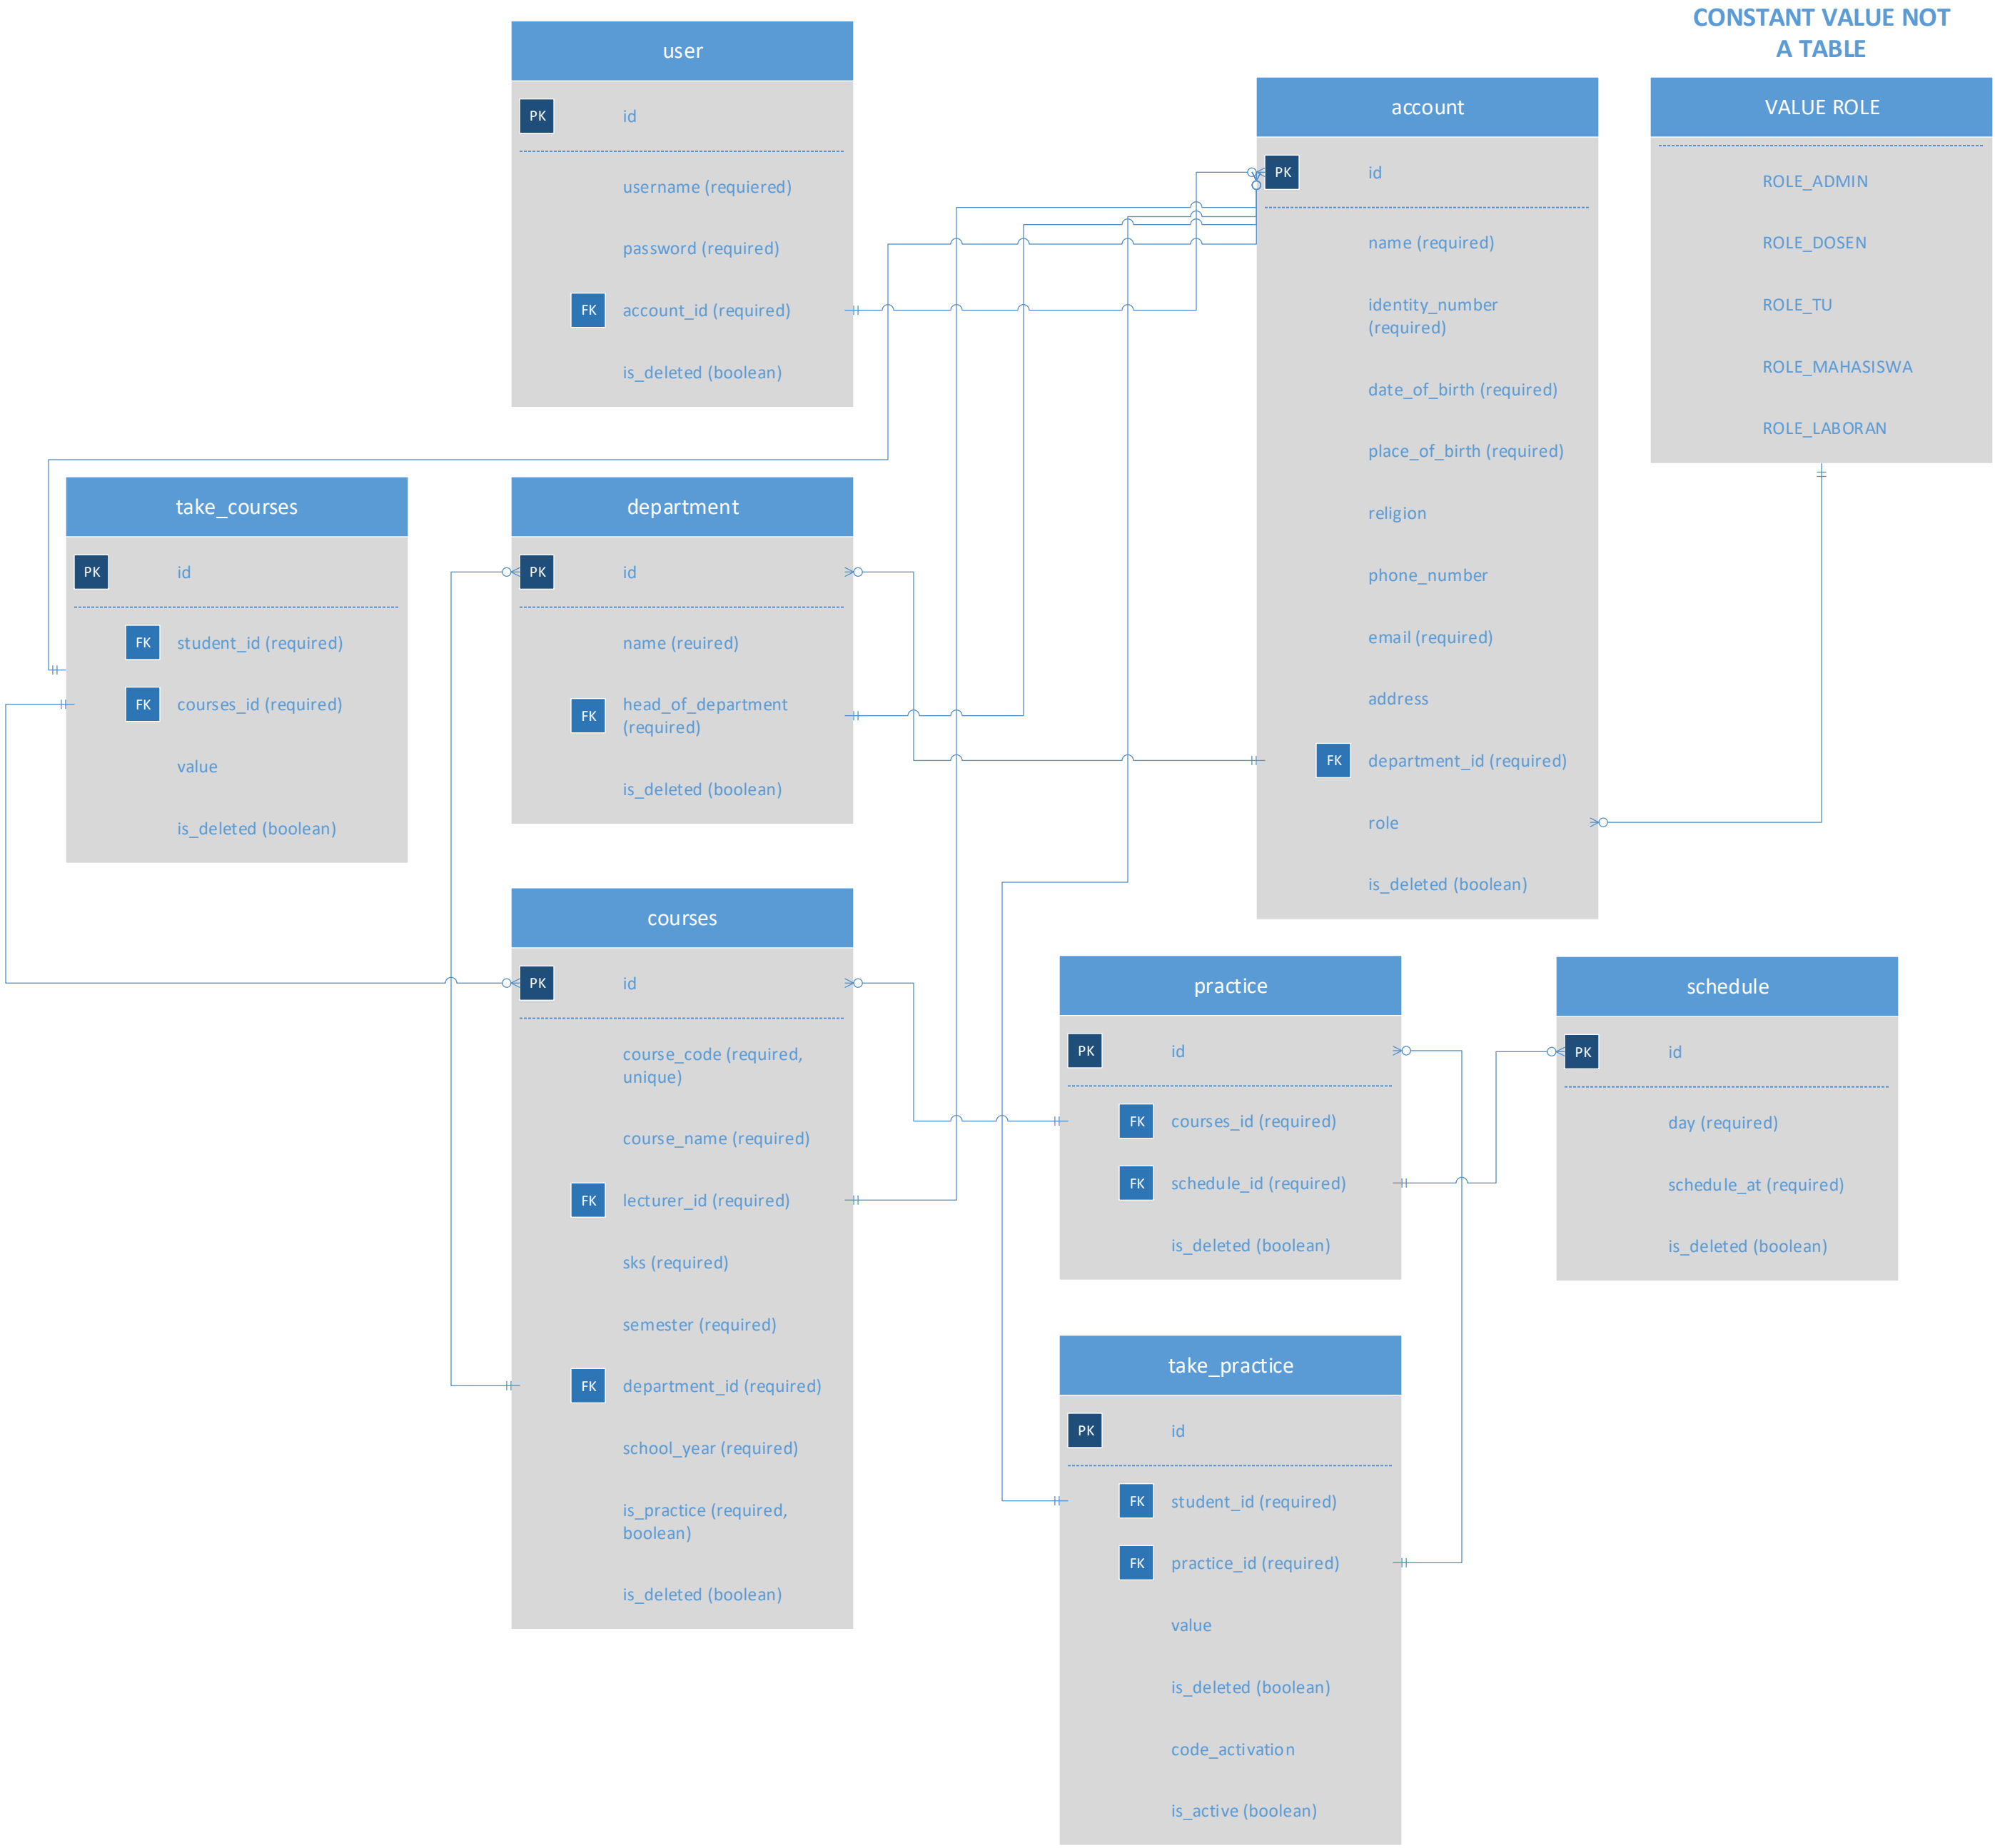 CONSTANT VALUE NOT
A TABLE
user
PK id
username (requiered)
password (required)
FK account_id (required)
is_deleted (boolean)
account
PK id
name (required)
identity_number
(required)
date_of_birth (required)
place_of_birth (required)
religion
phone_number
email (required)
address
FK department_id (required)
role
is_deleted (boolean)
VALUE ROLE
ROLE_ADMIN
ROLE_DOSEN
ROLE_TU
ROLE_MAHASISWA
ROLE_LABORAN
take_courses
PK id
FK student_id (required)
FK courses_id (required)
value
is_deleted (boolean)
department
PK id
name (reuired)
FK head_of_department
(required)
is_deleted (boolean)
courses
PK id
course_code (required,
unique)
course_name (required)
FK lecturer_id (required)
sks (required)
semester (required)
FK department_id (required)
school_year (required)
is_practice (required,
boolean)
is_deleted (boolean)
practice
PK id
FK courses_id (required)
FK schedule_id (required)
is_deleted (boolean)
schedule
PK id
day (required)
schedule_at (required)
is_deleted (boolean)
take_practice
PK id
FK student_id (required)
FK practice_id (required)
value
is_deleted (boolean)
code_activation
is_active (boolean)